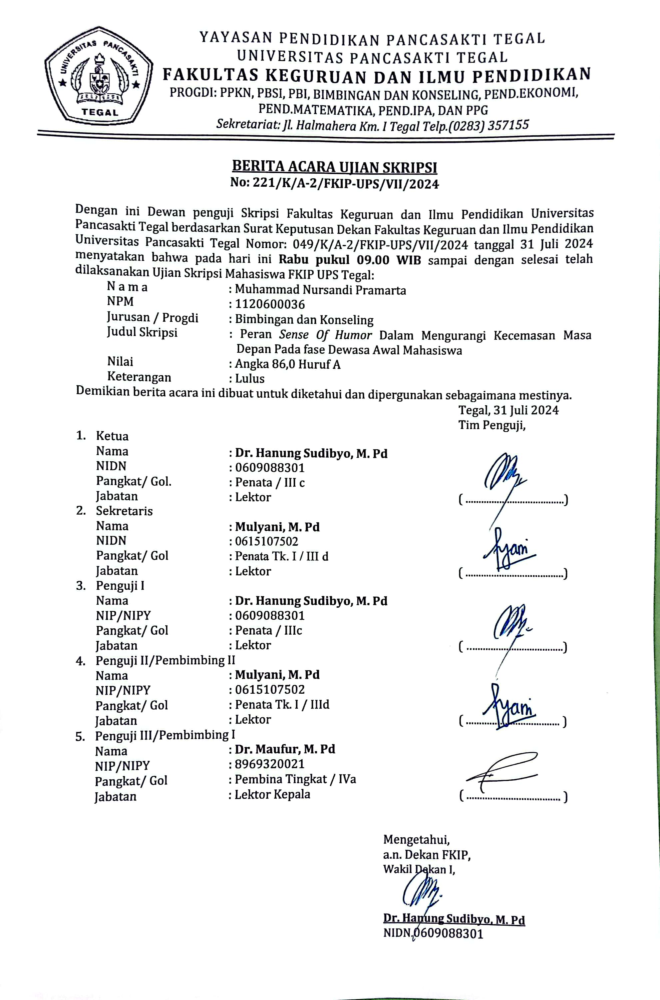 UNIVERSITAS PANCASAKTI
TEGAL
YAYASAN PENDIDIKAN PANCASAKTI TEGAL
UNIVERSITAS PANCASAKTI TEGAL
FAKULTAS KEGURUAN DAN ILMU PENDIDIKAN
PROGDI: PPKN, PBSI, PBI, BIMBINGAN DAN KONSELING, PEND.EKONOMI,
PEND.MATEMATIKA, PEND.IPA, DAN PPG
Sekretariat: Jl. Halmahera Km. I Tegal Telp.(0283) 357155
BERITA ACARA UJIAN SKRIPSI
No: 221/K/A-2/FKIP-UPS/VII/2024
Dengan ini Dewan penguji Skripsi Fakultas Keguruan dan Ilmu Pendidikan Universitas
Pancasakti Tegal berdasarkan Surat Keputusan Dekan Fakultas Keguruan dan Ilmu Pendidikan
Universitas Pancasakti Tegal Nomor: 049/K/A-2/FKIP-UPS/VII/2024 tanggal 31 Juli 2024
menyatakan bahwa pada hari ini Rabu pukul 09.00 WIB sampai dengan selesai telah
dilaksanakan Ujian Skripsi Mahasiswa FKIP UPS Tegal:
N a m a : Muhammad Nursandi Pramarta
NPM : 1120600036
Jurusan / Progdi : Bimbingan dan Konseling
Judul Skripsi : Peran Sense Of Humor Dalam Mengurangi Kecemasan Masa
Depan Pada fase Dewasa Awal Mahasiswa
Nilai : Angka 86,0 Huruf A
Keterangan : Lulus
Demikian berita acara ini dibuat untuk diketahui dan dipergunakan sebagaimana mestinya.
Tegal, 31 Juli 2024
Tim Penguji,
1. Ketua
Nama : Dr. Hanung Sudibyo, M. Pd
NIDN : 0609088301
Pangkat/ Gol. : Penata / III c
Jabatan : Lektor (.......................................)
2. Sekretaris
Nama : Mulyani, M. Pd
NIDN : 0615107502
Pangkat/ Gol : Penata Tk. I / III d
Jabatan : Lektor (.......................................)
3. Penguji I
Nama : Dr. Hanung Sudibyo, M. Pd
NIP/NIPY : 0609088301
Pangkat/ Gol : Penata / IIIc
Jabatan : Lektor (.......................................)
4. Penguji II/Pembimbing II
Nama : Mulyani, M. Pd
NIP/NIPY : 0615107502
Pangkat/ Gol : Penata Tk. I / IIId
Jabatan : Lektor (.......................................)
5. Penguji III/Pembimbing I
Nama : Dr. Maufur, M. Pd
NIP/NIPY : 8969320021
Pangkat/ Gol : Pembina Tingkat / IVa
Jabatan : Lektor Kepala (.......................................)
Mengetahui,
a.n. Dekan FKIP,
Wakil Dekan I,
Dr. Hanung Sudibyo, M. Pd
NIDN.0609088301